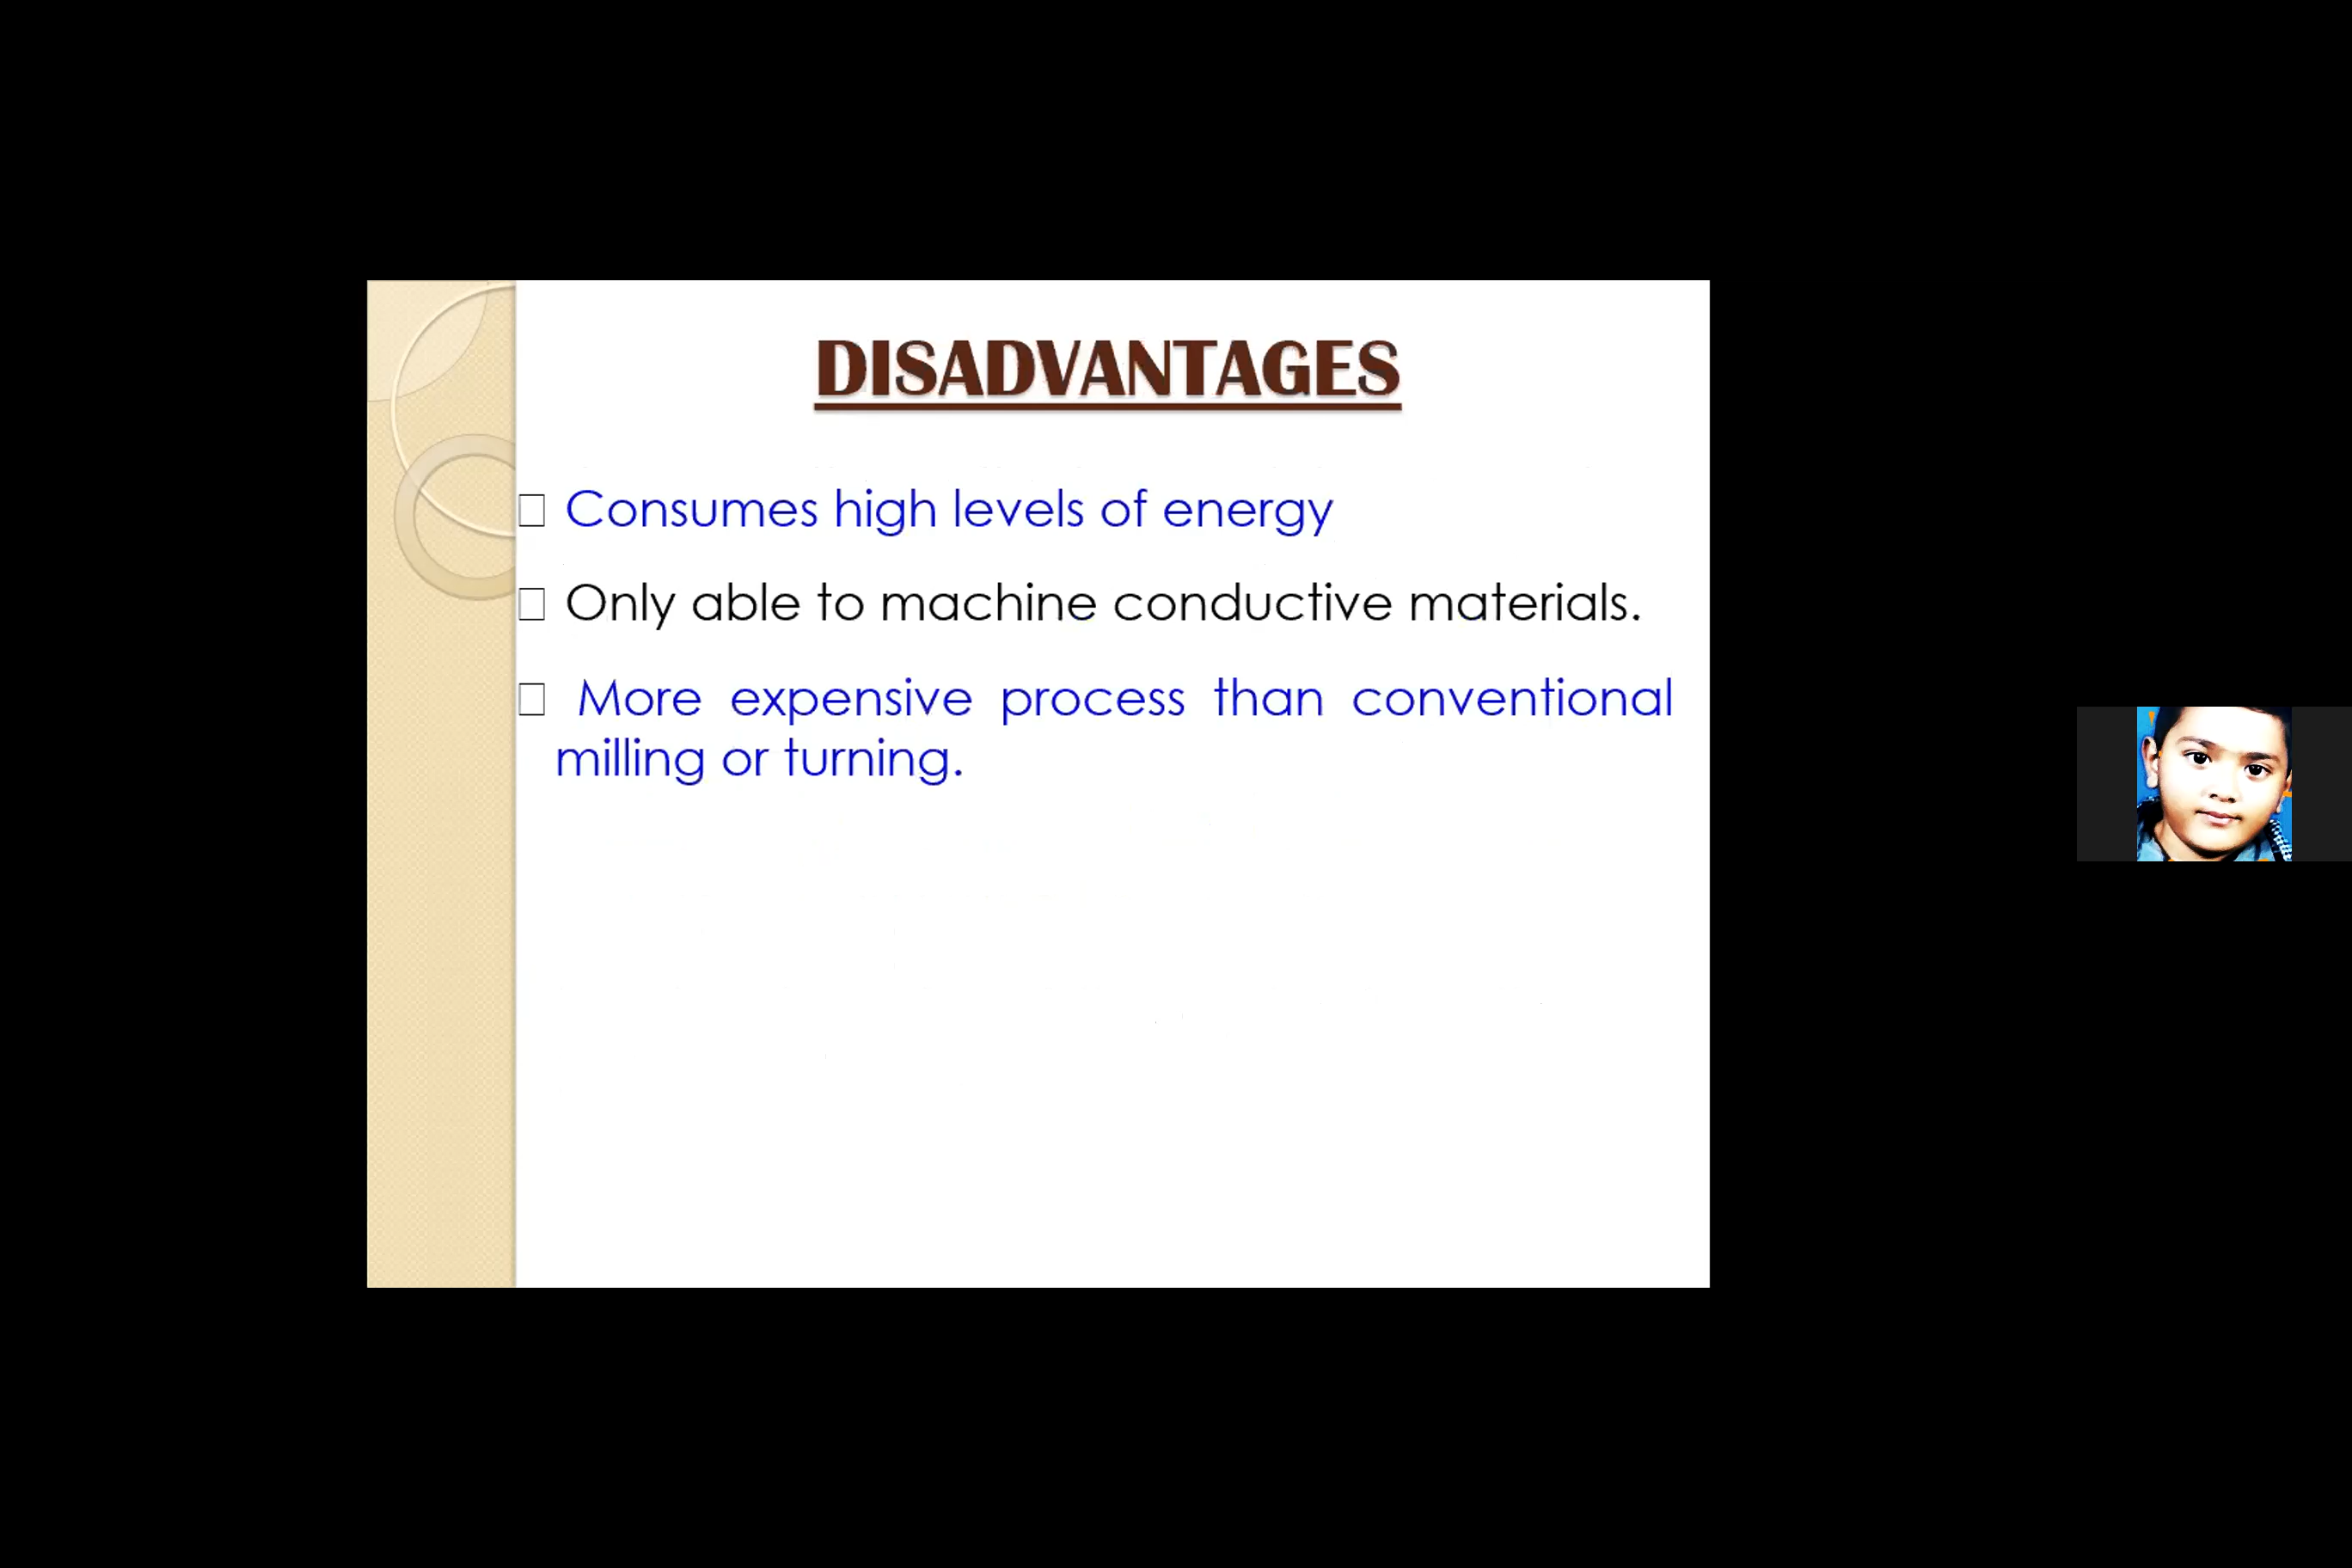 DISADVANTAGES
□ Consumes high levels of energy
□ Only able to machine conductive materials.
□ More expensive process than conventional
milling or turning.